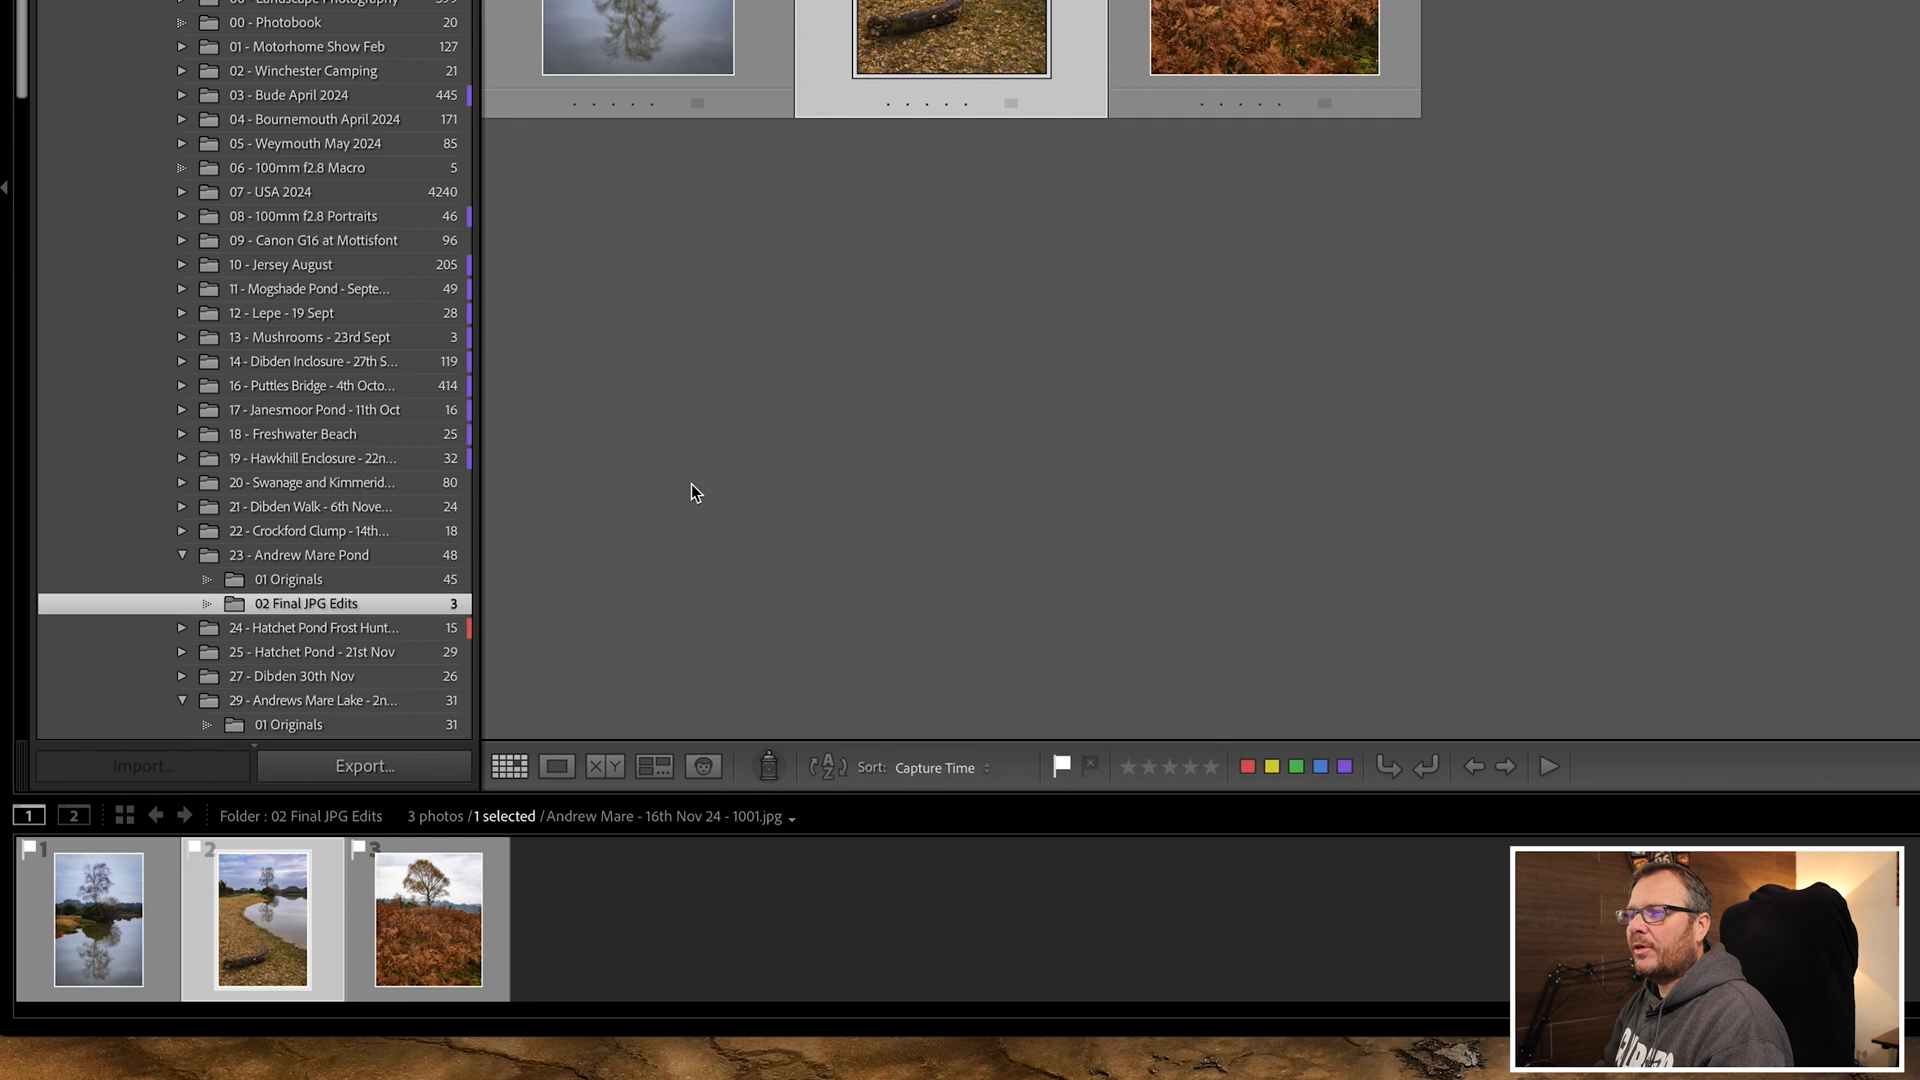 00 - Photobook 20
01 - Motorhome Show Feb 127
02 - Winchester Camping 21
03 - Bude April 2024 445
04 - Bournemouth April 2024 171
05 - Weymouth May 2024 85
06 - 100mm f2.8 Macro 5
07 - USA 2024 4240
08 - 100mm f2.8 Portraits 46
09 - Canon G16 at Mottisfont 96
10 - Jersey August 205
11 - Mogshade Pond - Septe... 49
12 - Lepe - 19 Sept 28
13 - Mushrooms - 23rd Sept 3
14 - Dibden Inclosure - 27th S... 119
16 - Puttles Bridge - 4th Octo... 414
17 - Janesmoor Pond - 11th Oct 16
18 - Freshwater Beach 25
19 - Hawkhill Enclosure - 22n... 32
20 - Swanage and Kimmerid... 80
21 - Dibden Walk - 6th Nove... 24
22 - Crockford Clump - 14th... 18
23 - Andrew Mare Pond 48
01 Originals 45
02 Final JPG Edits 3
24 - Hatchet Pond Frost Hunt... 15
25 - Hatchet Pond - 21st Nov 29
27 - Dibden 30th Nov 26
29 - Andrews Mare Lake - 2n... 31
01 Originals 31
Import... Export... X Y A Z Sort: Capture Time
1 2 Folder : 02 Final JPG Edits 3 photos / 1 selected / Andrew Mare - 16th Nov 24 - 1001.jpg
1 2 3